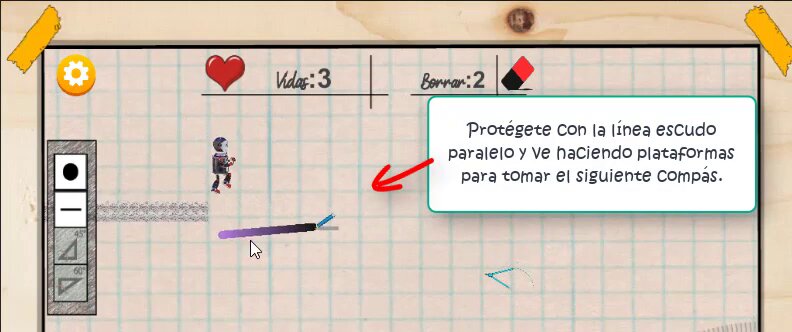 Vidas:3
Borrar:2
Protégete con la línea escudo
paralelo y ve haciendo plataformas
para tomar el siguiente compás.
45°
60°